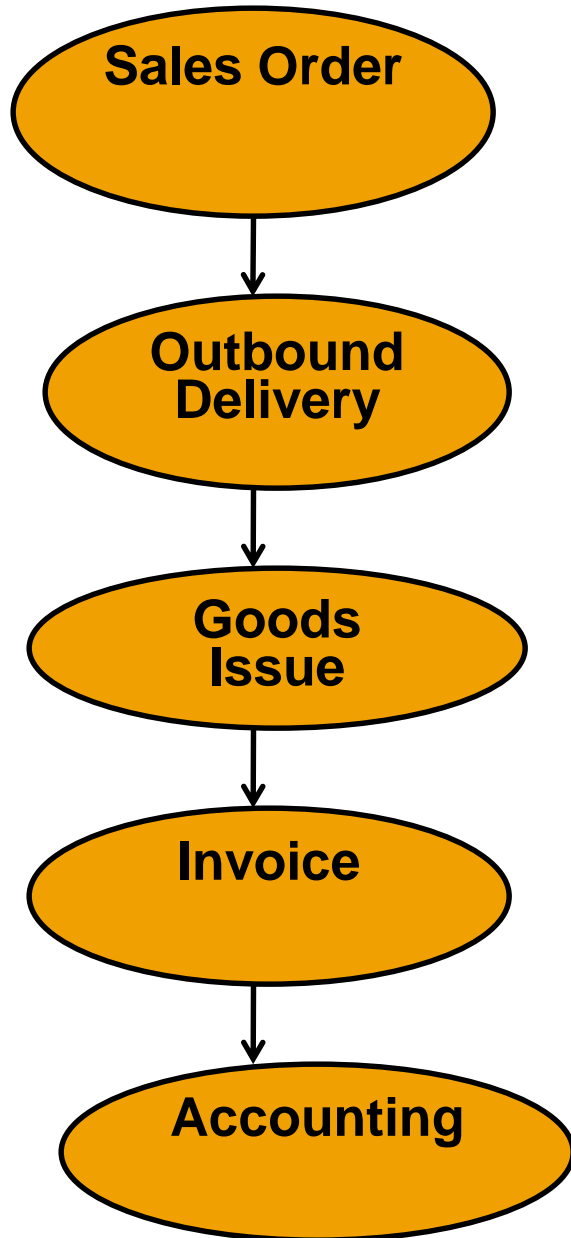 Sales Order
Outbound
Delivery
Goods
Issue
Invoice
Accounting